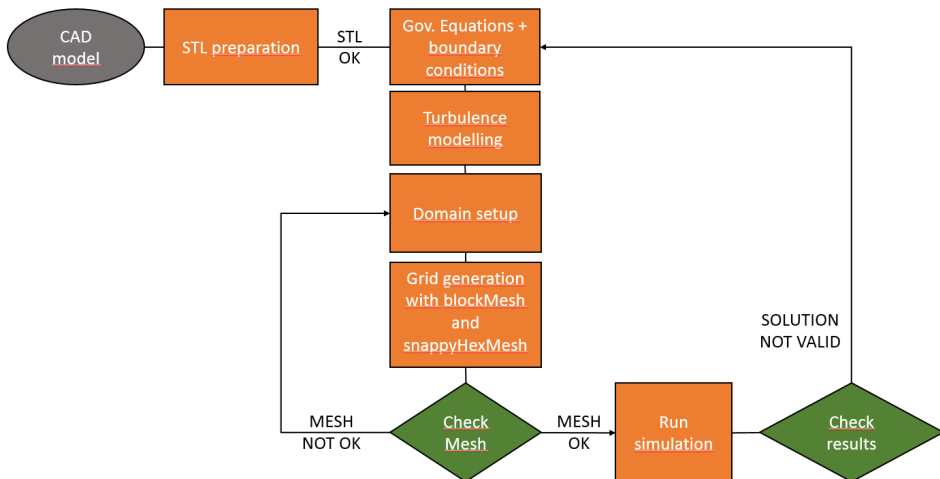 CAD
model
STL preparation
STL
OK
Gov. Equations +
boundary
conditions
Turbulence
modelling
Domain setup
Grid generation
with blockMesh
and
snappyHexMesh
SOLUTION
NOT VALID
MESH
NOT OK
Check
Mesh
MESH
OK
Run
simulation
Check
results